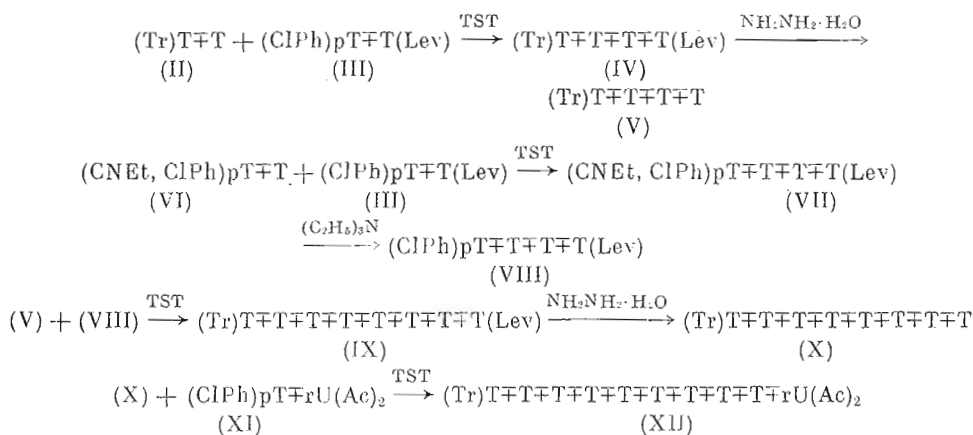 (Tr)T∓T + (ClPh)pT∓T(Lev) TST⟶ (Tr)T∓T∓T∓T(Lev) NH₂NH₂·H₂O⟶
(II) (III) (IV)
(Tr)T∓T∓T∓T
(V)
(CNEt, ClPh)pT∓T + (ClPh)pT∓T(Lev) TST⟶ (CNEt, ClPh)pT∓T∓T∓T(Lev)
(VI) (III) (VII)
(C₂H₅)₃N⟶ (ClPh)pT∓T∓T∓T(Lev)
(VIII)
(V) + (VIII) TST⟶ (Tr)T∓T∓T∓T∓T∓T∓T∓T(Lev) NH₂NH₂·H₂O⟶ (Tr)T∓T∓T∓T∓T∓T∓T∓T
(IX) (X)
(X) + (ClPh)pT∓rU(Ac)₂ TST⟶ (Tr)T∓T∓T∓T∓T∓T∓T∓T∓T∓rU(Ac)₂
(XI) (XII)